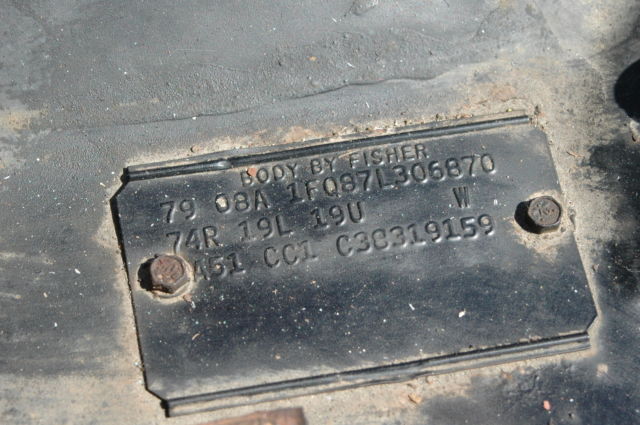 BODY BY FISHER
79 08A 1FQ87L306870
74R 19L 19U W
A51 CC1 C38319159